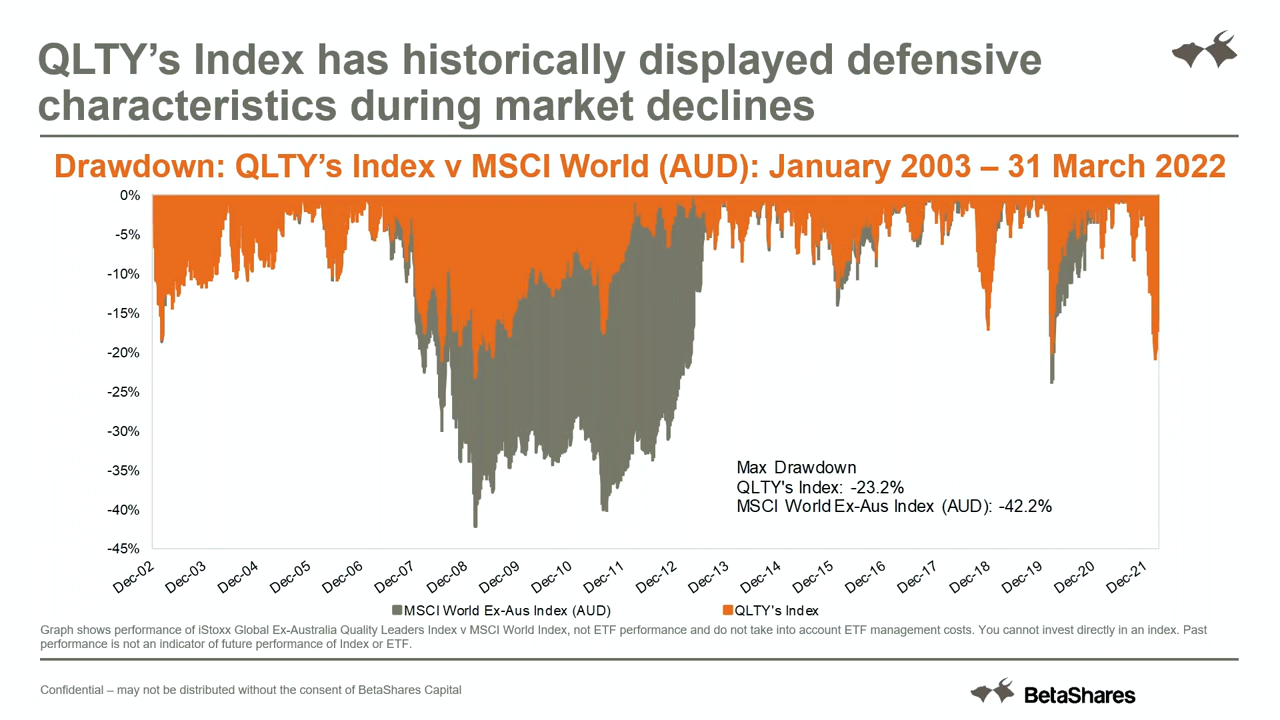 QLTY’s Index has historically displayed defensive
characteristics during market declines
Drawdown: QLTY’s Index v MSCI World (AUD): January 2003 – 31 March 2022
0%
-5%
-10%
-15%
-20%
-25%
-30%
-35%
-40%
-45%
Max Drawdown
QLTY's Index: -23.2%
MSCI World Ex-Aus Index (AUD): -42.2%
Dec-02
Dec-03
Dec-04
Dec-05
Dec-06
Dec-07
Dec-08
Dec-09
Dec-10
Dec-11
Dec-12
Dec-13
Dec-14
Dec-15
Dec-16
Dec-17
Dec-18
Dec-19
Dec-20
Dec-21
MSCI World Ex-Aus Index (AUD)
QLTY's Index
Graph shows performance of iStoxx Global Ex-Australia Quality Leaders Index v MSCI World Index, not ETF performance and do not take into account ETF management costs. You cannot invest directly in an index. Past
performance is not an indicator of future performance of Index or ETF.
Confidential – may not be distributed without the consent of BetaShares Capital
BetaShares